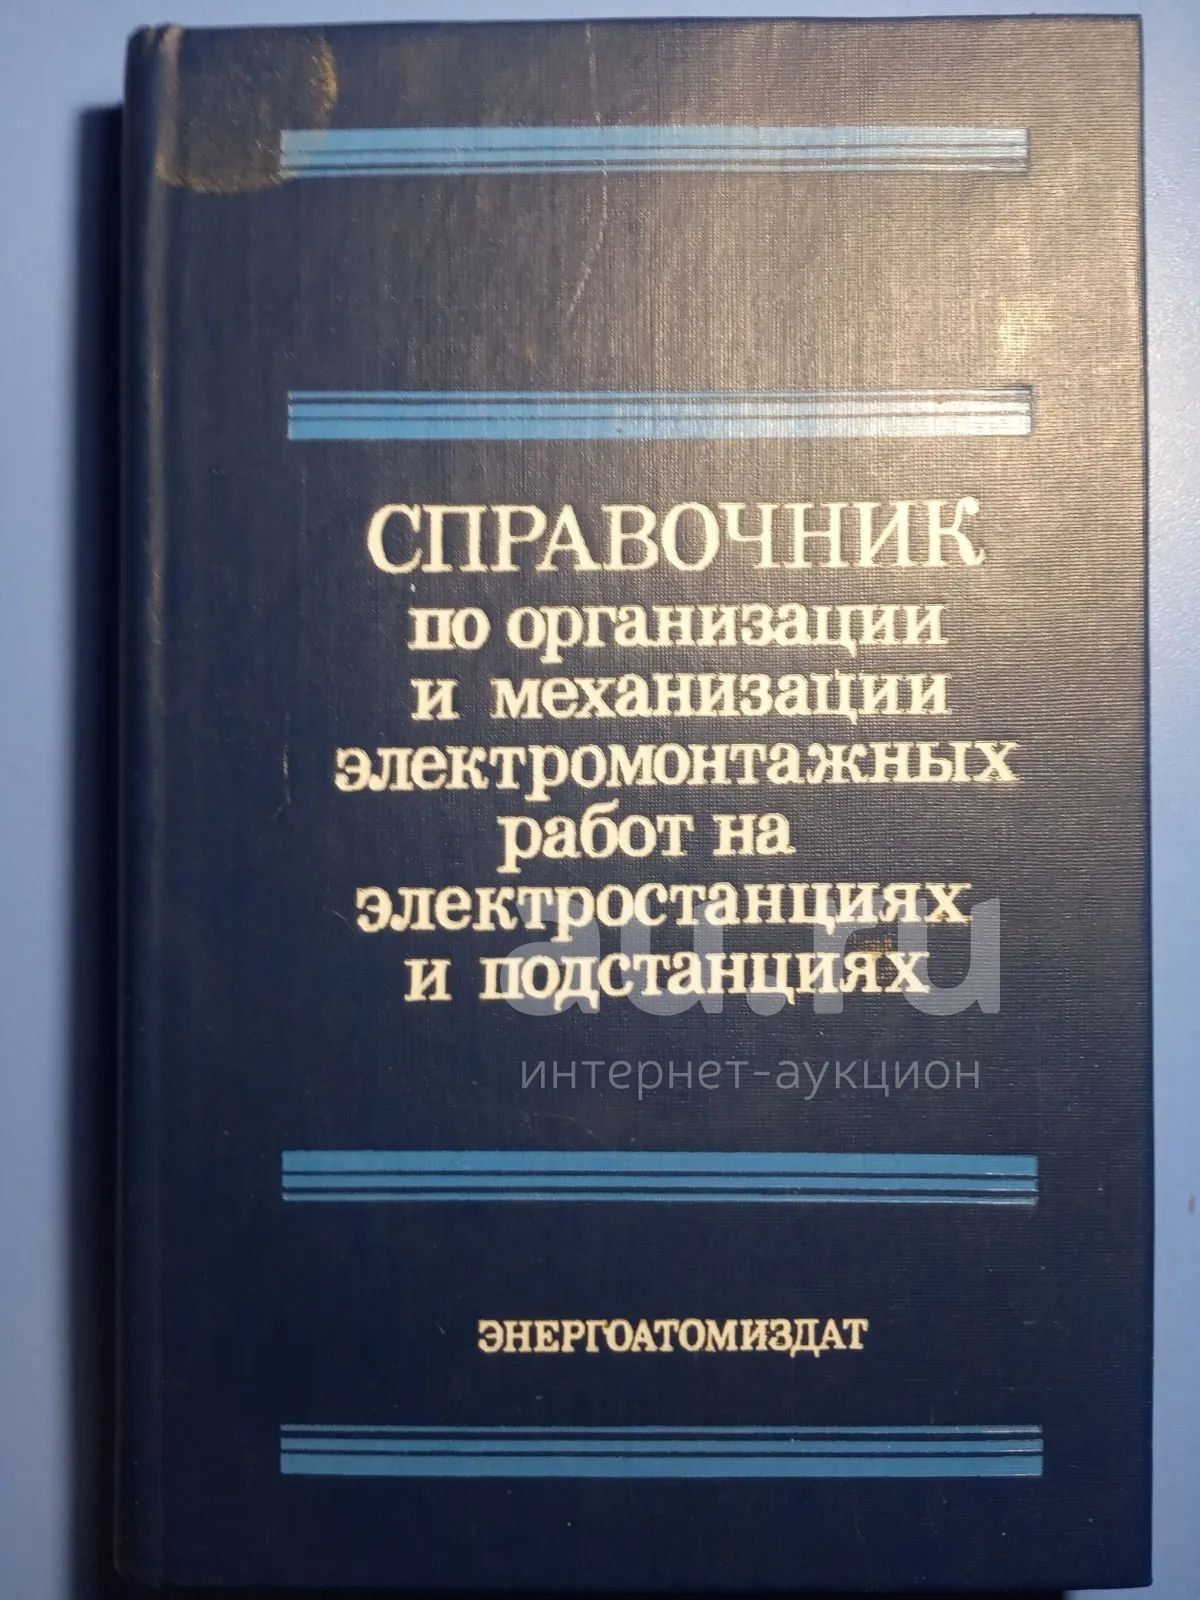 СПРАВОЧНИК
по организации
и механизации
электромонтажных
работ на
электростанциях
и подстанциях
au.ru
интернет-аукцион
ЭНЕРГОАТОМИЗДАТ